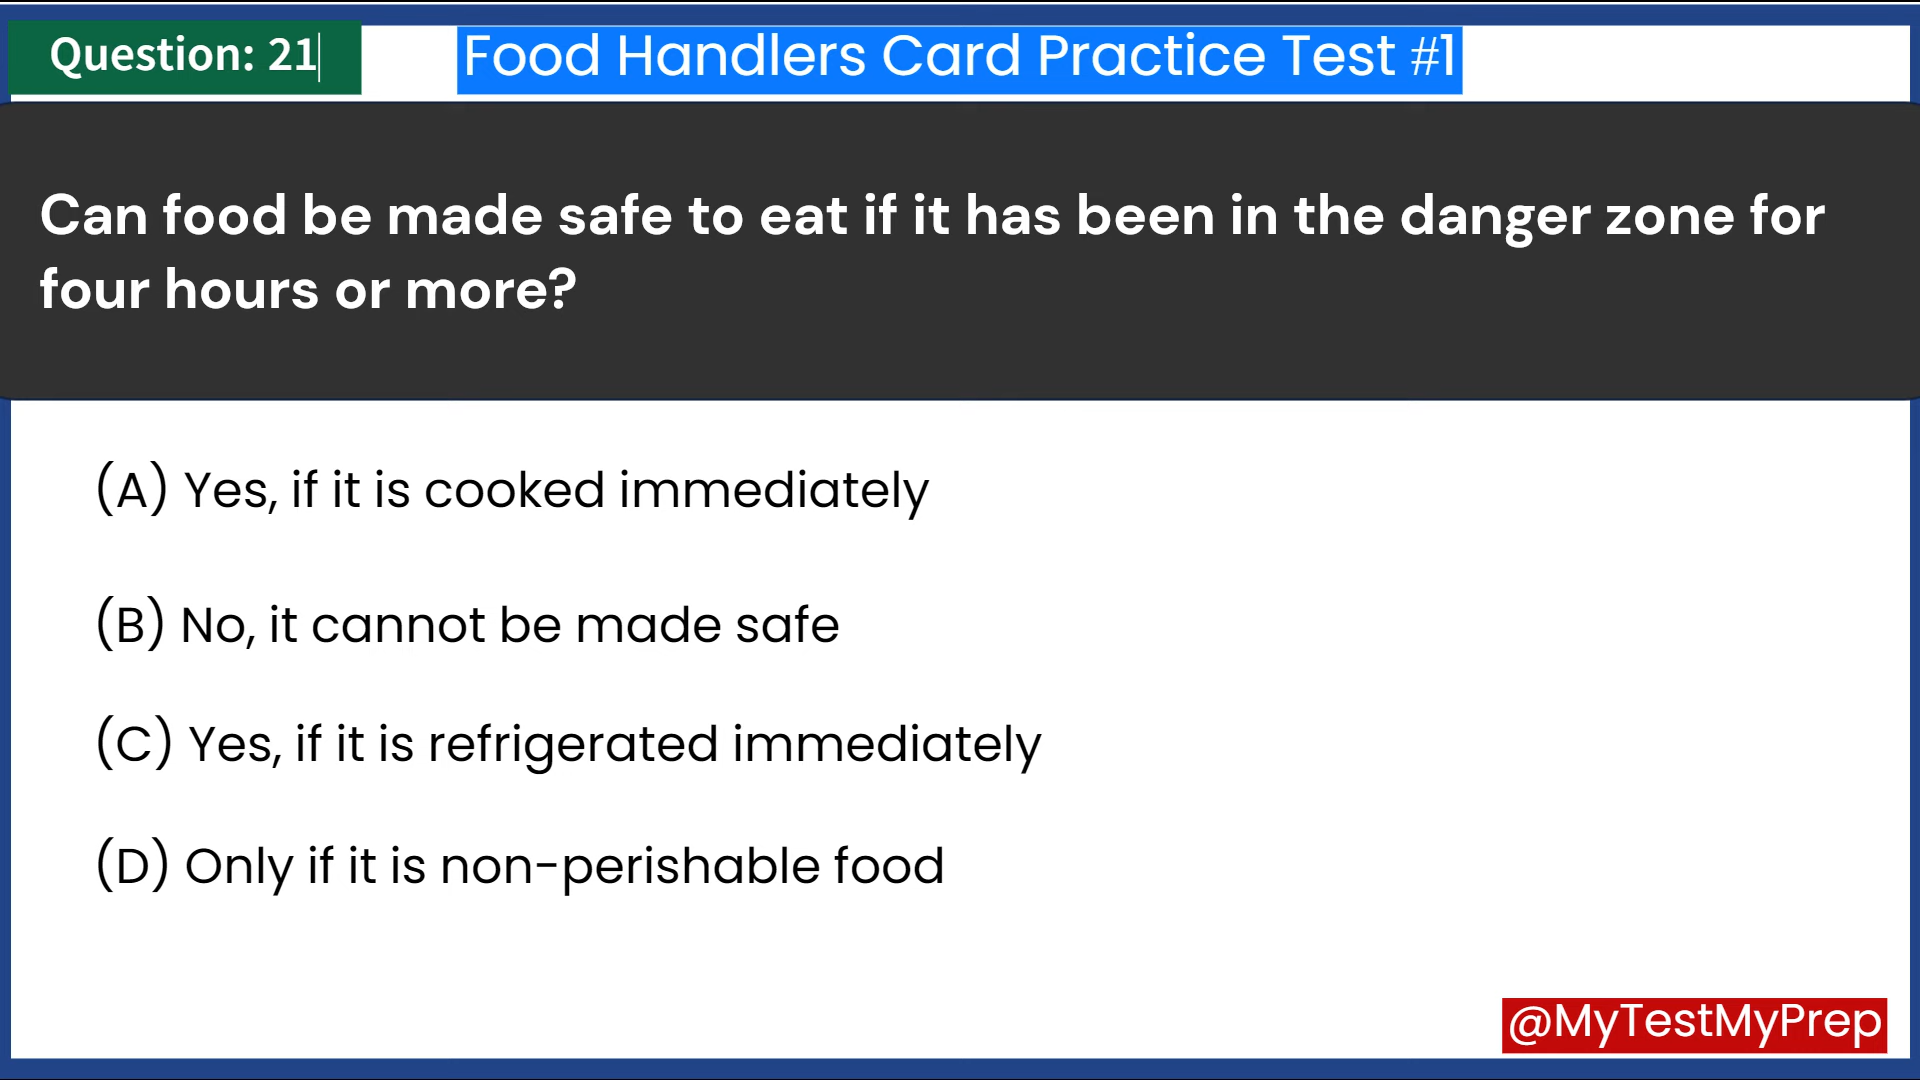 Question: 21
Food Handlers Card Practice Test #1
Can food be made safe to eat if it has been in the danger zone for
four hours or more?
(A) Yes, if it is cooked immediately
(B) No, it cannot be made safe
(C) Yes, if it is refrigerated immediately
(D) Only if it is non-perishable food
@MyTestMyPrep